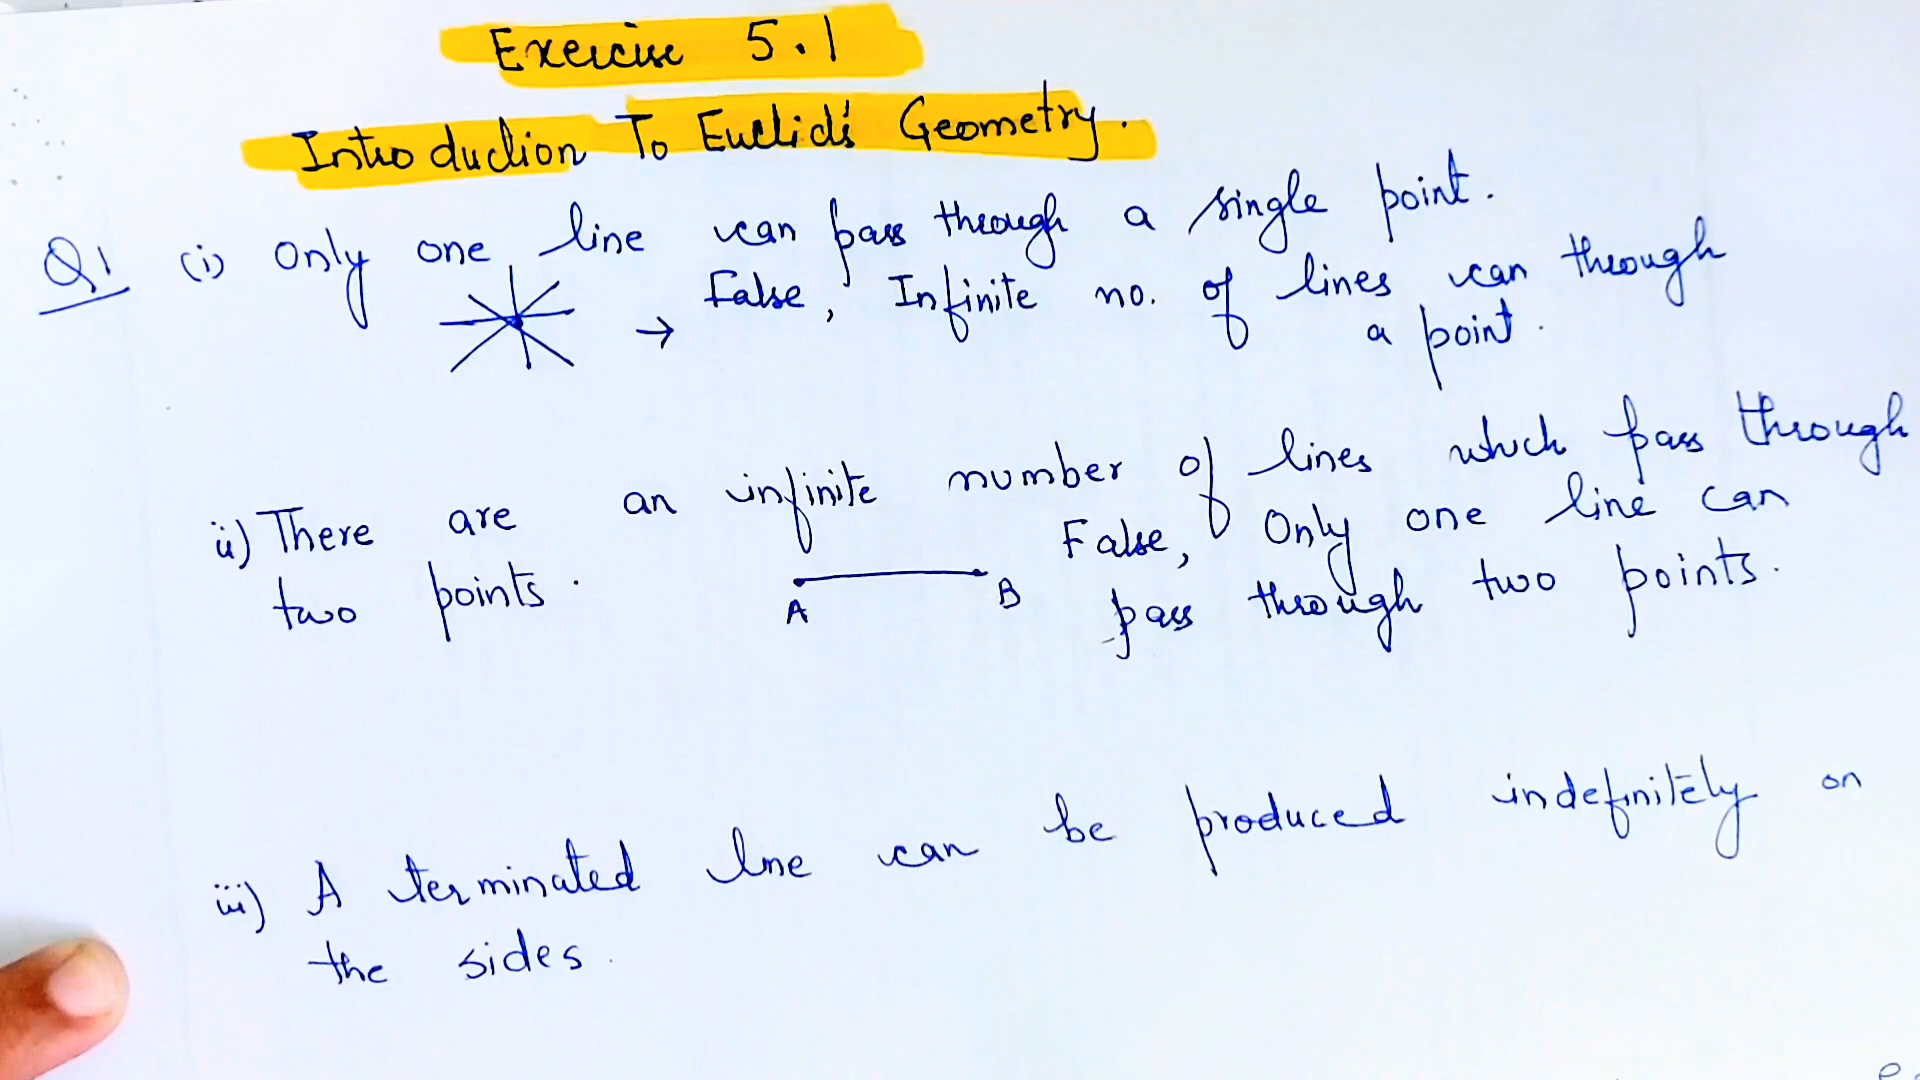 Exercise 5.1
Introduction To Euclid's Geometry.
Q1 (i) Only one line can pass through a single point.
→ False, Infinite no. of lines can through
a point.
ii) There are an infinite number of lines which pass through
two points.
False, Only one line can
A B pass through two points.
iii) A terminated line can be produced indefinitely on
the sides.